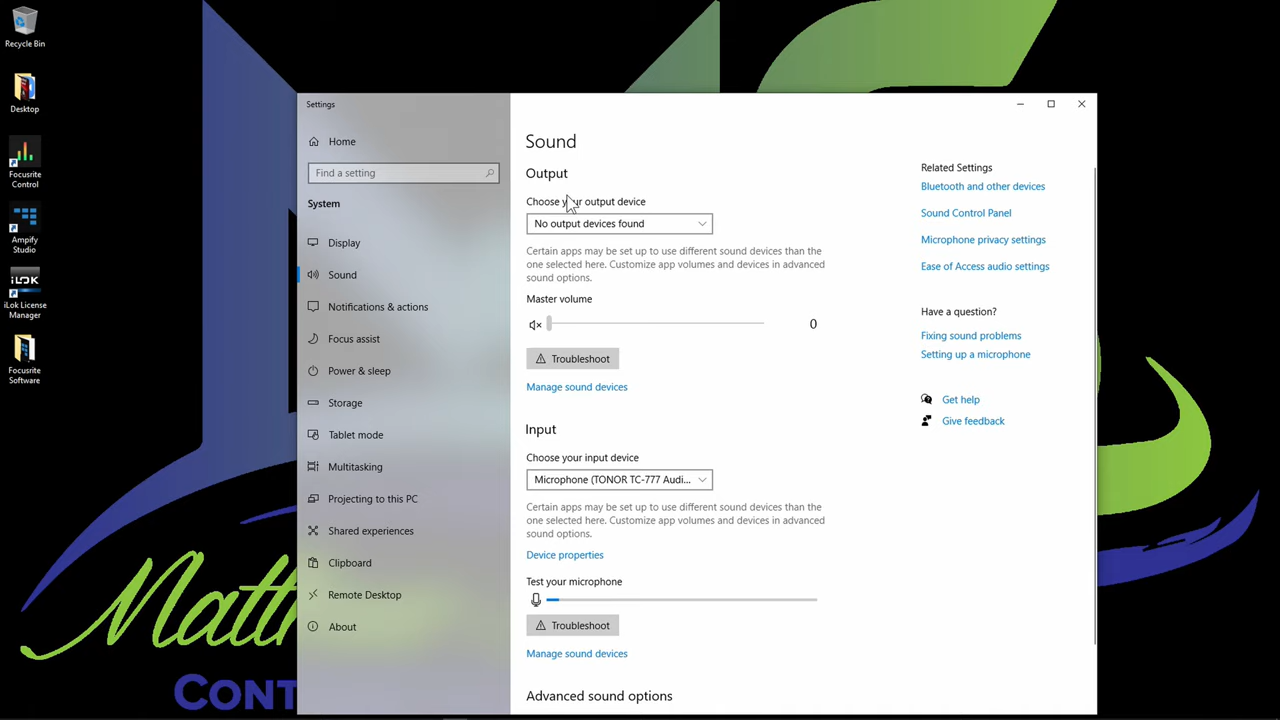 Recycle Bin
Desktop
Focusrite
Control
Ampify
Studio
iLOK
iLok License
Manager
Focusrite
Software
Matt
CONT
Settings
Home
Find a setting
System
Display
Sound
Notifications & actions
Focus assist
Power & sleep
Storage
Tablet mode
Multitasking
Projecting to this PC
Shared experiences
Clipboard
Remote Desktop
About
Sound
Output
Choose your output device
No output devices found
Certain apps may be set up to use different sound devices than the
one selected here. Customize app volumes and devices in advanced
sound options.
Master volume
0
Troubleshoot
Manage sound devices
Input
Choose your input device
Microphone (TONOR TC-777 Audi...
Certain apps may be set up to use different sound devices than the
one selected here. Customize app volumes and devices in advanced
sound options.
Device properties
Test your microphone
Troubleshoot
Manage sound devices
Advanced sound options
Related Settings
Bluetooth and other devices
Sound Control Panel
Microphone privacy settings
Ease of Access audio settings
Have a question?
Fixing sound problems
Setting up a microphone
Get help
Give feedback